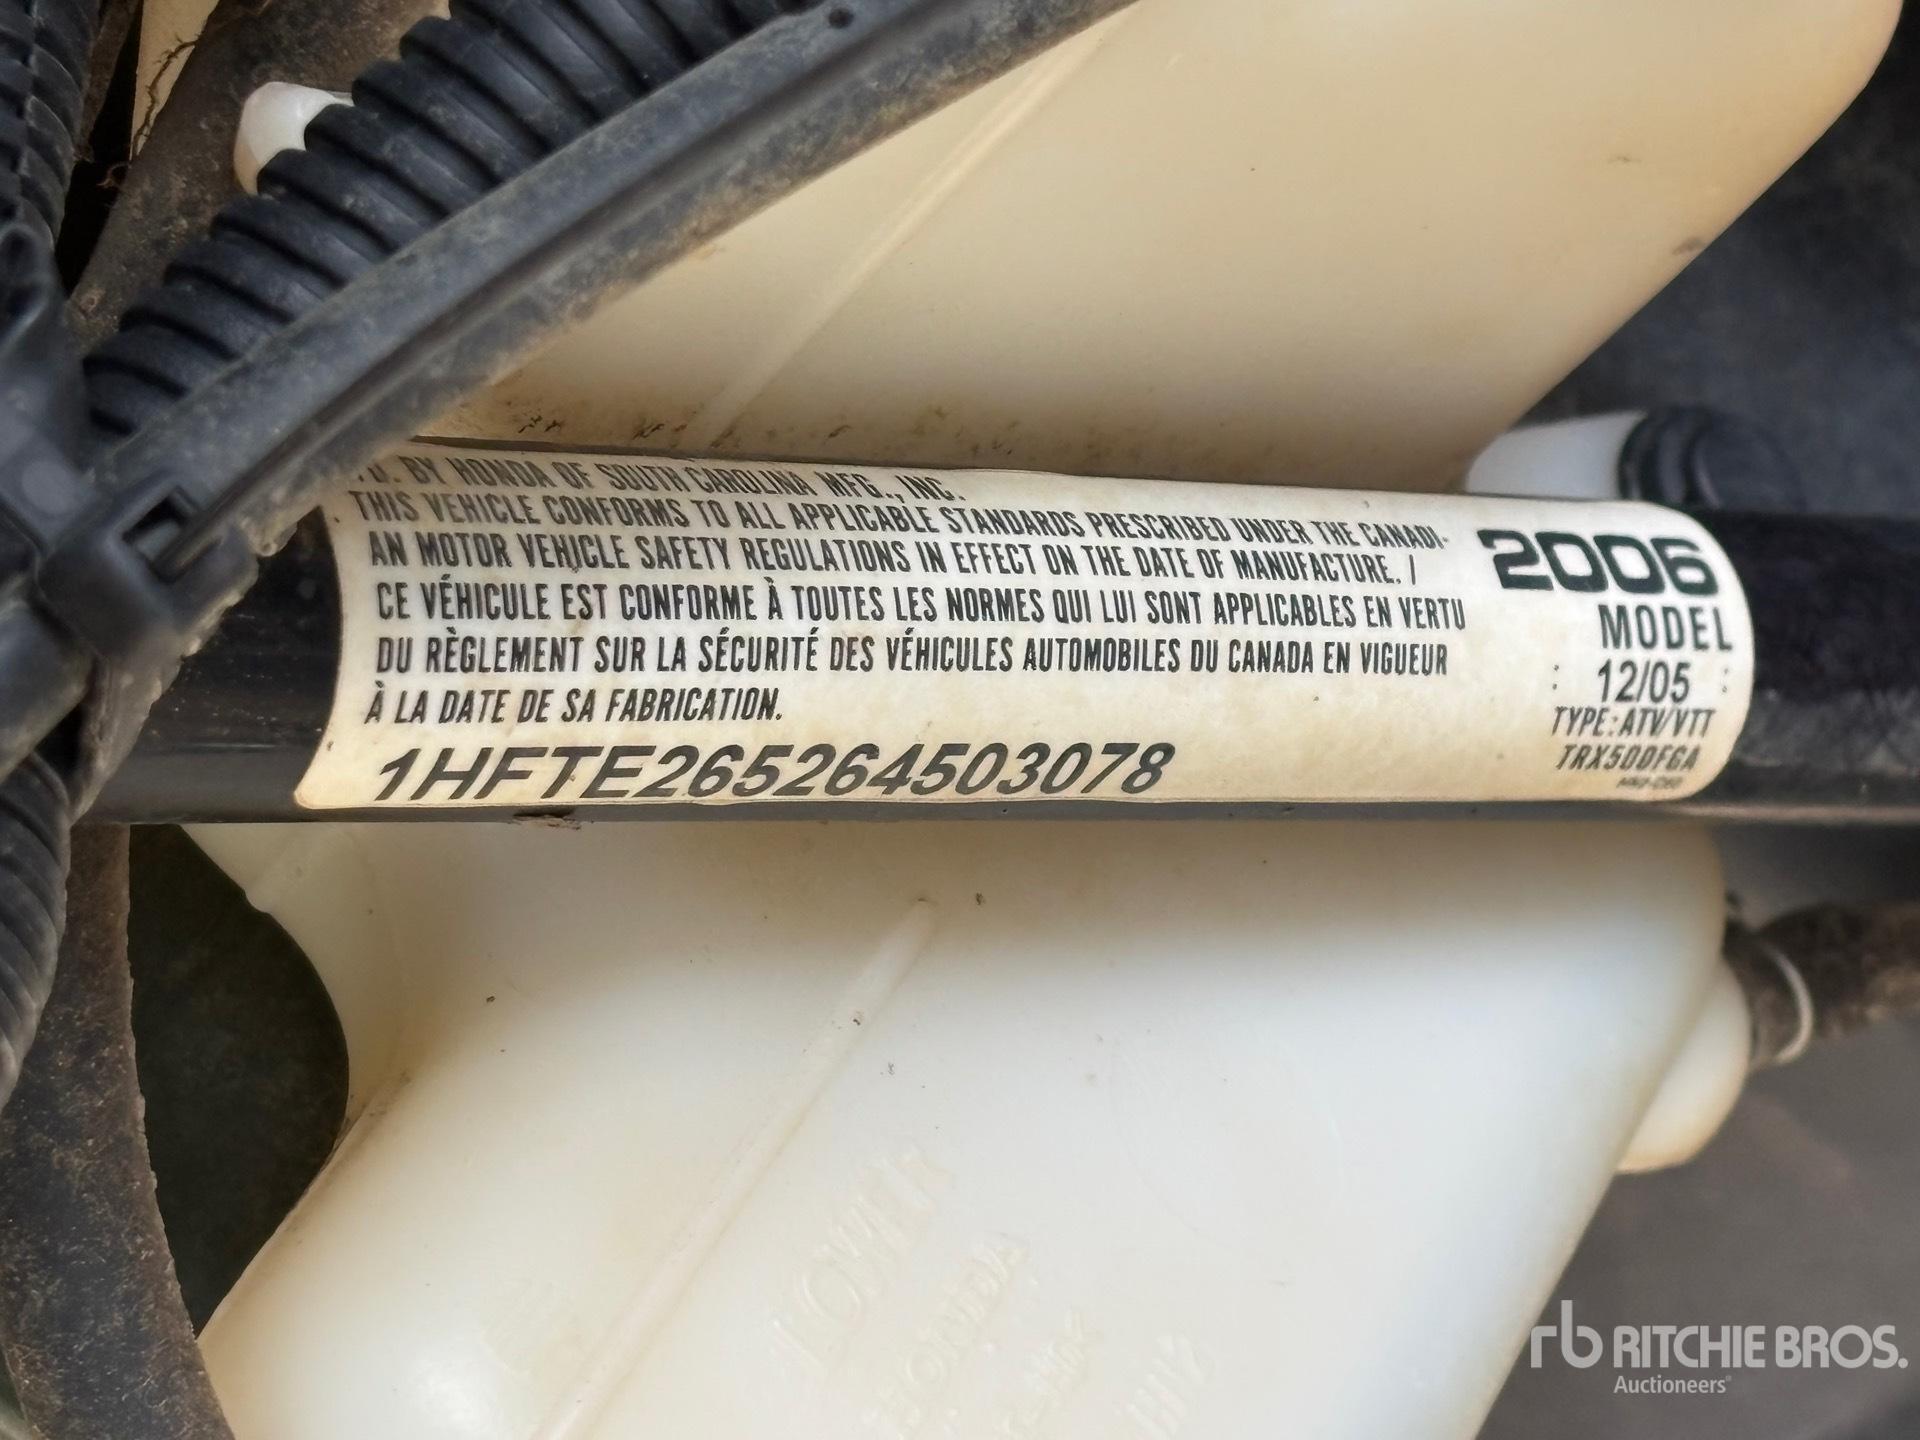 BY HONDA OF SOUTH CAROLINA MFG., INC.
THIS VEHICLE CONFORMS TO ALL APPLICABLE STANDARDS PRESCRIBED UNDER THE CANADI-
AN MOTOR VEHICLE SAFETY REGULATIONS IN EFFECT ON THE DATE OF MANUFACTURE. /
CE VÉHICULE EST CONFORME À TOUTES LES NORMES QUI LUI SONT APPLICABLES EN VERTU
DU RÈGLEMENT SUR LA SÉCURITÉ DES VÉHICULES AUTOMOBILES DU CANADA EN VIGUEUR
À LA DATE DE SA FABRICATION.
1HFTE265264503078
2006
MODEL
: 12/05 :
TYPE: ATV/VTT
TRX500FGA
LOWER
HONDA
rb RITCHIE BROS.
Auctioneers